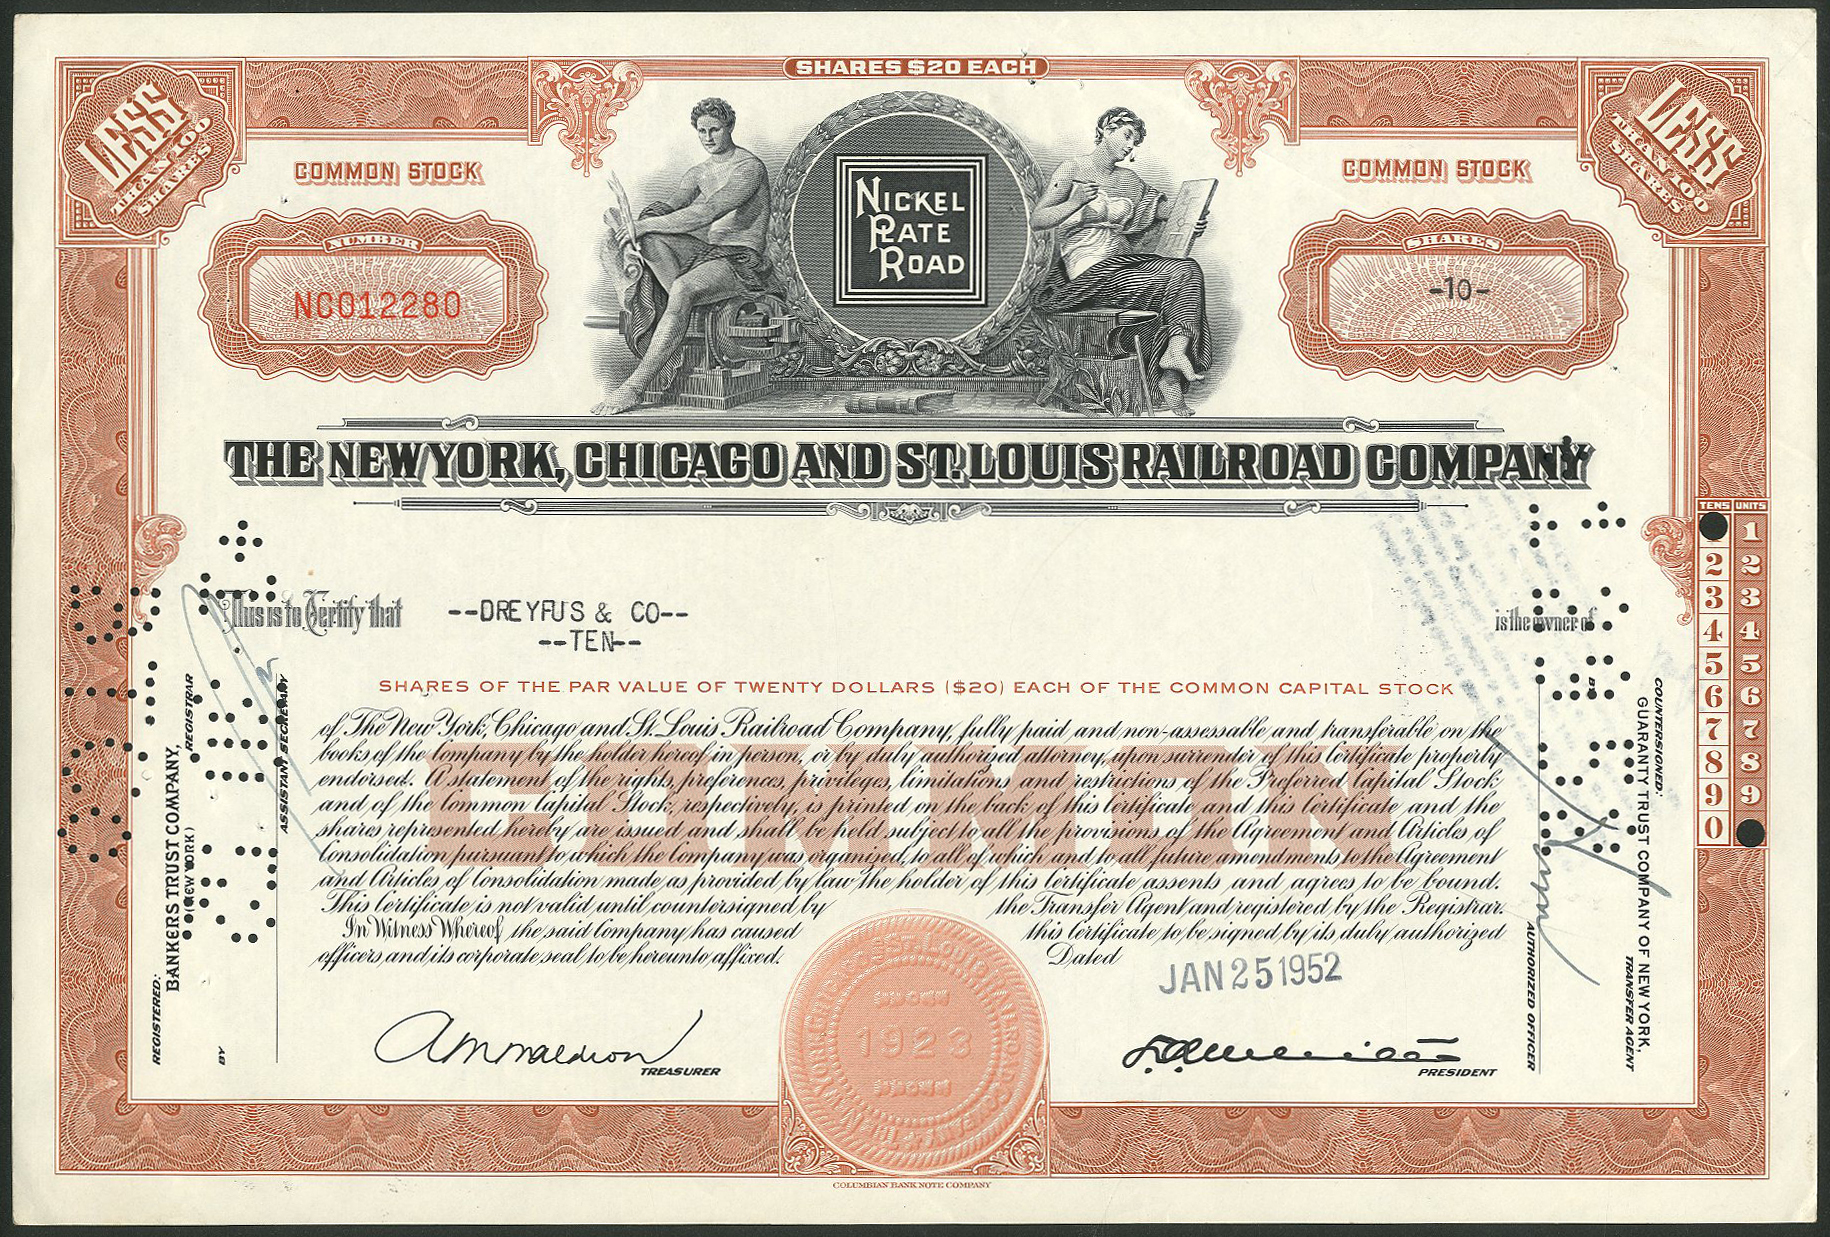 SHARES $20 EACH
LESS
THAN 100
SHARES
LESS
THAN 100
SHARES
COMMON STOCK
COMMON STOCK
NICKEL
PLATE
ROAD
NUMBER
NC012280
SHARES
-10-
THE NEW YORK, CHICAGO AND ST. LOUIS RAILROAD COMPANY
TENS UNITS
1
2 2
3 3
4 4
5 5
6 6
7 7
8 8
9 9
0
This is to Certify that --DREYFUS & CO-- is the owner of
--TEN--
SHARES OF THE PAR VALUE OF TWENTY DOLLARS ($20) EACH OF THE COMMON CAPITAL STOCK
COMMON
of The New York, Chicago and St. Louis Railroad Company, fully paid and non-assessable and transferable on the
books of the Company by the holder hereof in person, or by duly authorized attorney, upon surrender of this Certificate properly
endorsed. A statement of the rights, preferences, privileges, limitations and restrictions of the Preferred Capital Stock
and of the Common Capital Stock, respectively, is printed on the back of this Certificate and this Certificate and the
shares represented hereby are issued and shall be held subject to all the provisions of the Agreement and Articles of
Consolidation pursuant to which the Company was organized, to all of which and to all future amendments to the Agreement
and Articles of Consolidation made as provided by law the holder of this Certificate assents and agrees to be bound.
This Certificate is not valid until countersigned by the Transfer Agent and registered by the Registrar.
In Witness Whereof the said Company has caused this Certificate to be signed by its duly authorized
officers, and its corporate seal to be hereunto affixed. Dated JAN 25 1952
1923
TREASURER
PRESIDENT
REGISTERED:
BANKERS TRUST COMPANY,
(NEW YORK)
REGISTRAR
BY
ASSISTANT SECRETARY
COUNTERSIGNED:
GUARANTY TRUST COMPANY OF NEW YORK,
TRANSFER AGENT
BY
AUTHORIZED OFFICER
COLUMBIAN BANK NOTE COMPANY